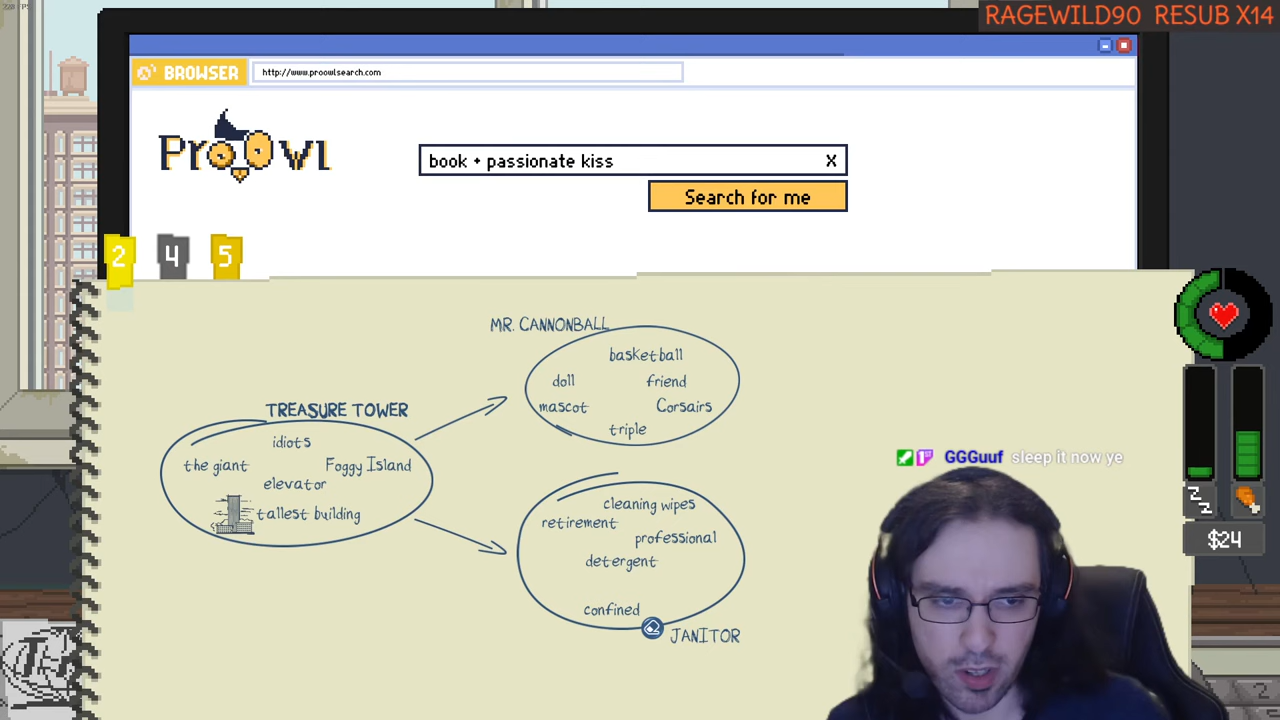 RAGEWILD90 RESUB X14
BROWSER
http://www.proowlsearch.com
PrOOwl
book + passionate kiss
X
Search for me
2 4 5
MR. CANNONBALL
basketball
doll friend
mascot Corsairs
triple
TREASURE TOWER
idiots
the giant Foggy Island
elevator
tallest building
cleaning wipes
retirement
professional
detergent
confined
JANITOR
GGGuuf sleep it now ye
$24